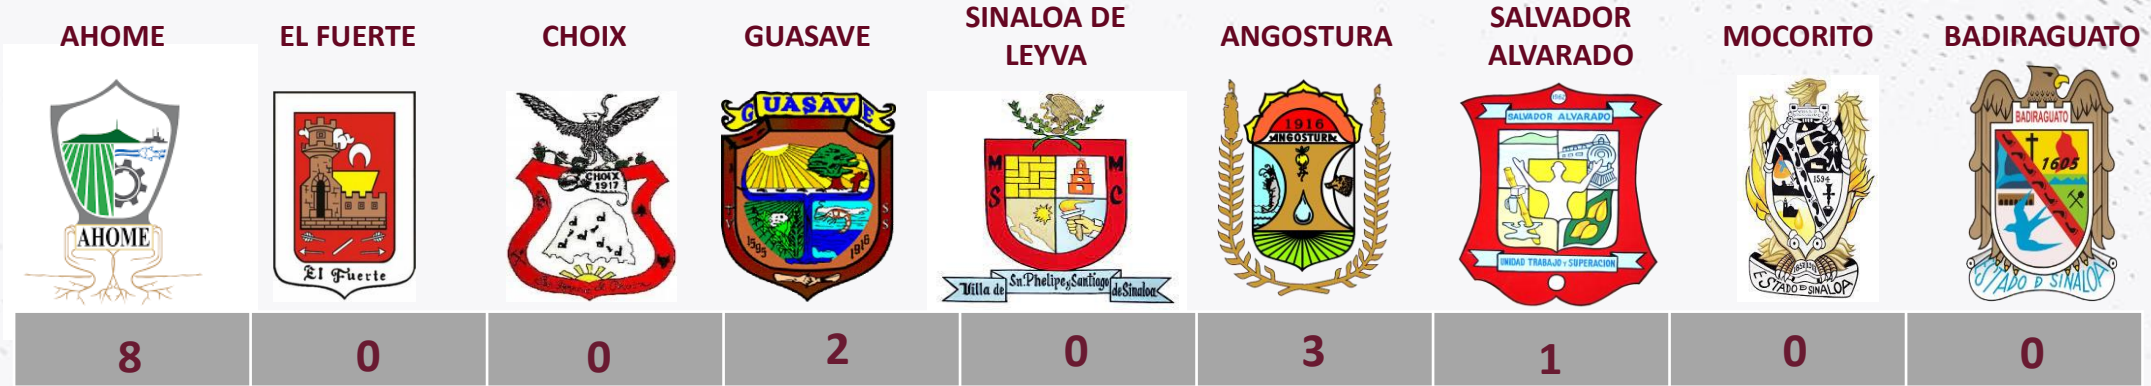 AHOME
EL FUERTE
CHOIX
GUASAVE
SINALOA DE
LEYVA
ANGOSTURA
SALVADOR
ALVARADO
MOCORITO
BADIRAGUATO
AHOME
El Fuerte
CHOIX
1917
GUASAVE
1595
1916
M M
S C
Villa de Sn. Phelipe y Santiago de Sinaloa
1916
ANGOSTURA
1962
SALVADOR ALVARADO
UNIDAD TRABAJO Y SUPERACION
1594
ESTADO D SINALOA
BADIRAGUATO
1605
ESTADO D SINALOA
8
0
0
2
0
3
1
0
0